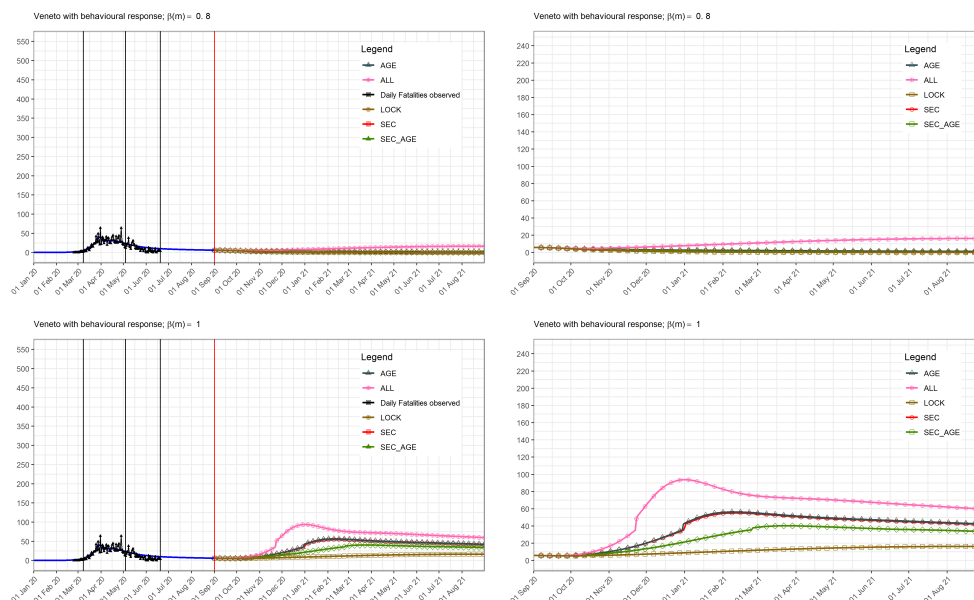 Veneto with behavioural response; β(m) = 0.8
550
500
450
400
350
300
250
200
150
100
50
0
Legend
AGE
ALL
Daily Fatalities observed
LOCK
SEC
SEC_AGE
01 Jan 20
01 Feb 20
01 Mar 20
01 Apr 20
01 May 20
01 Jun 20
01 Jul 20
01 Aug 20
01 Sep 20
01 Oct 20
01 Nov 20
01 Dec 20
01 Jan 21
01 Feb 21
01 Mar 21
01 Apr 21
01 May 21
01 Jun 21
01 Jul 21
01 Aug 21
Veneto with behavioural response; β(m) = 0.8
240
220
200
180
160
140
120
100
80
60
40
20
0
Legend
AGE
ALL
LOCK
SEC
SEC_AGE
01 Sep 20
01 Oct 20
01 Nov 20
01 Dec 20
01 Jan 21
01 Feb 21
01 Mar 21
01 Apr 21
01 May 21
01 Jun 21
01 Jul 21
01 Aug 21
Veneto with behavioural response; β(m) = 1
550
500
450
400
350
300
250
200
150
100
50
0
Legend
AGE
ALL
Daily Fatalities observed
LOCK
SEC
SEC_AGE
01 Jan 20
01 Feb 20
01 Mar 20
01 Apr 20
01 May 20
01 Jun 20
01 Jul 20
01 Aug 20
01 Sep 20
01 Oct 20
01 Nov 20
01 Dec 20
01 Jan 21
01 Feb 21
01 Mar 21
01 Apr 21
01 May 21
01 Jun 21
01 Jul 21
01 Aug 21
Veneto with behavioural response; β(m) = 1
240
220
200
180
160
140
120
100
80
60
40
20
0
Legend
AGE
ALL
LOCK
SEC
SEC_AGE
01 Sep 20
01 Oct 20
01 Nov 20
01 Dec 20
01 Jan 21
01 Feb 21
01 Mar 21
01 Apr 21
01 May 21
01 Jun 21
01 Jul 21
01 Aug 21